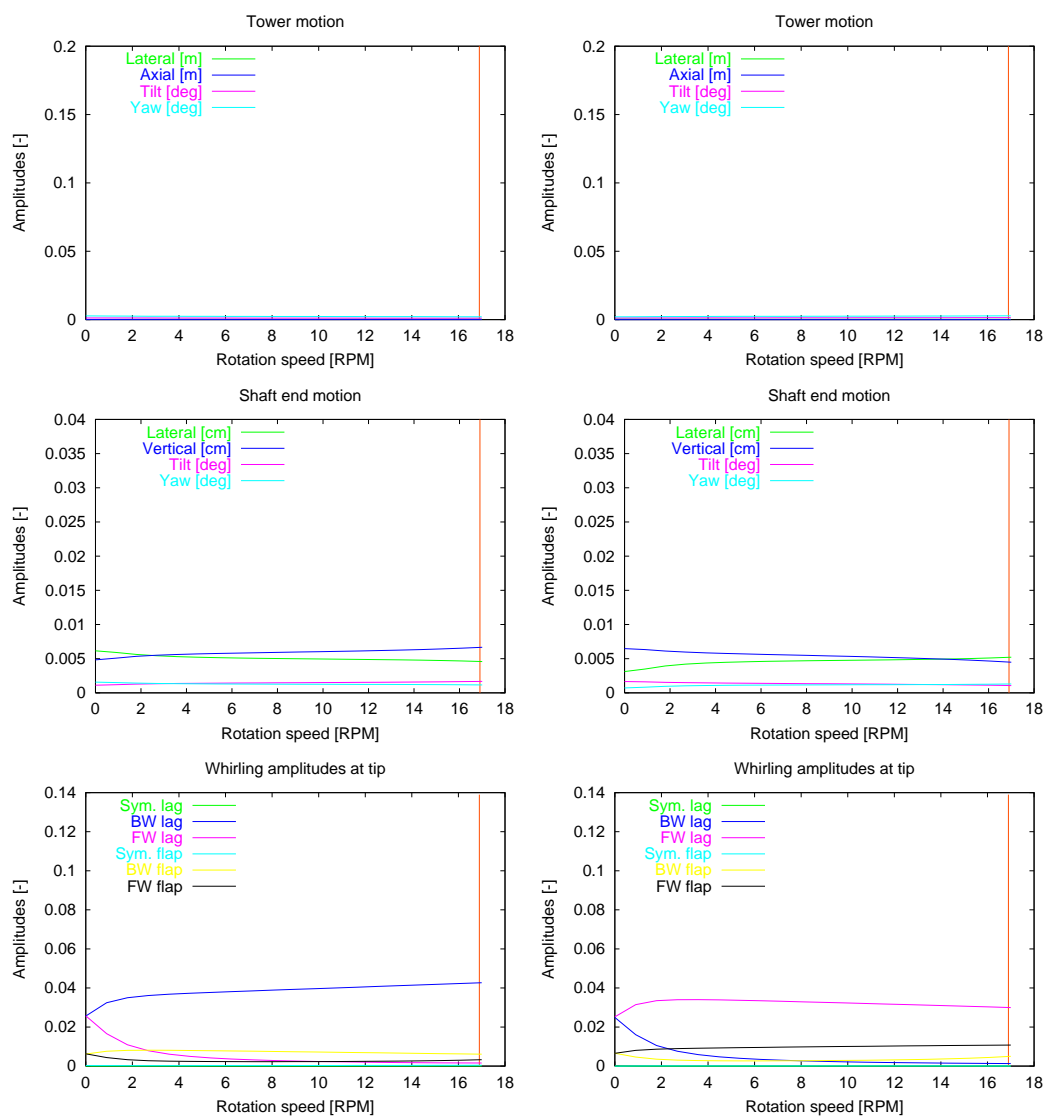 Tower motion
Tower motion
0.2
Lateral [m]
Axial [m]
Tilt [deg]
Yaw [deg]
0.15
Amplitudes [-]
0.1
0.05
0
0 2 4 6 8 10 12 14 16 18
Rotation speed [RPM]
0.2
Lateral [m]
Axial [m]
Tilt [deg]
Yaw [deg]
0.15
Amplitudes [-]
0.1
0.05
0
0 2 4 6 8 10 12 14 16 18
Rotation speed [RPM]
Shaft end motion
0.04
Lateral [cm]
Vertical [cm]
0.035
Tilt [deg]
Yaw [deg]
0.03
0.025
Amplitudes [-]
0.02
0.015
0.01
0.005
0
0 2 4 6 8 10 12 14 16 18
Rotation speed [RPM]
Shaft end motion
0.04
Lateral [cm]
Vertical [cm]
0.035
Tilt [deg]
Yaw [deg]
0.03
0.025
Amplitudes [-]
0.02
0.015
0.01
0.005
0
0 2 4 6 8 10 12 14 16 18
Rotation speed [RPM]
Whirling amplitudes at tip
0.14
Sym. lag
BW lag
0.12
FW lag
Sym. flap
BW flap
0.1
FW flap
0.08
Amplitudes [-]
0.06
0.04
0.02
0
0 2 4 6 8 10 12 14 16 18
Rotation speed [RPM]
Whirling amplitudes at tip
0.14
Sym. lag
BW lag
0.12
FW lag
Sym. flap
BW flap
0.1
FW flap
0.08
Amplitudes [-]
0.06
0.04
0.02
0
0 2 4 6 8 10 12 14 16 18
Rotation speed [RPM]